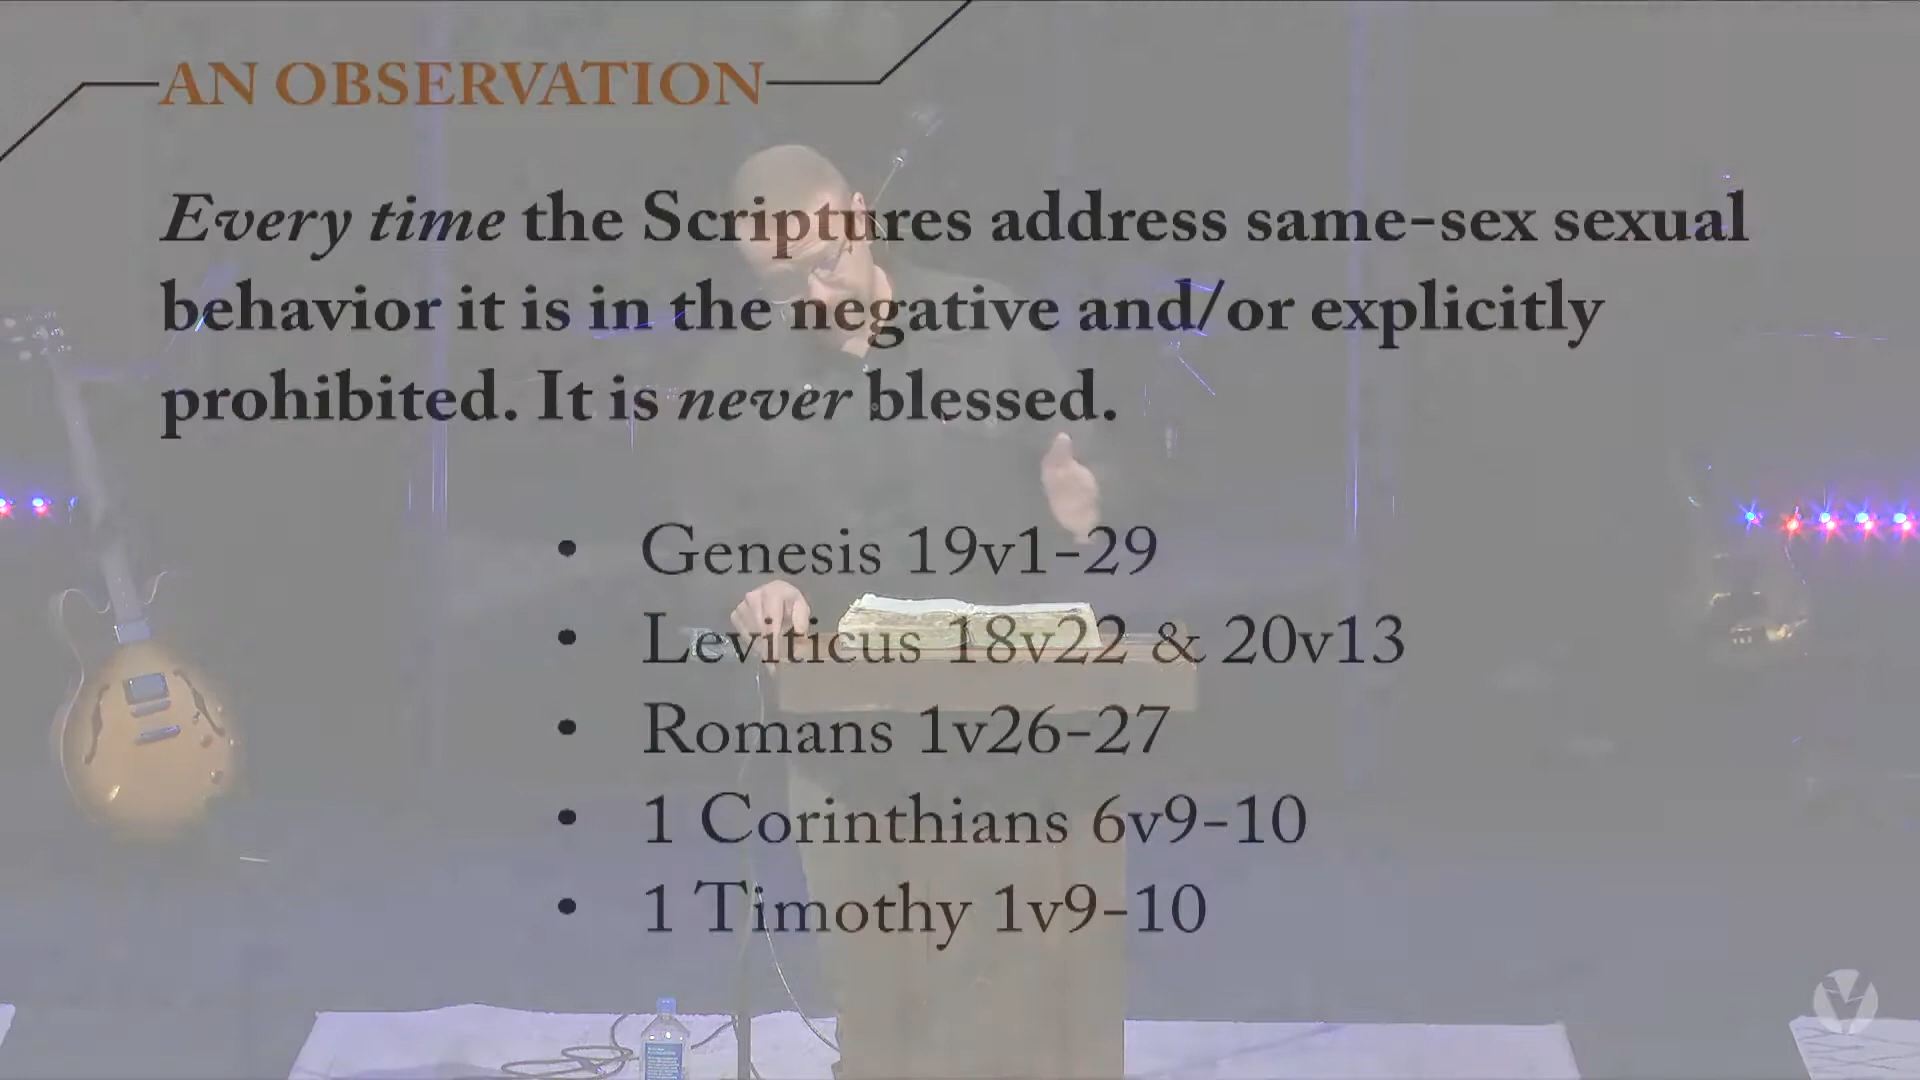 AN OBSERVATION
Every time the Scriptures address same-sex sexual
behavior it is in the negative and/or explicitly
prohibited. It is never blessed.
• Genesis 19v1-29
• Leviticus 18v22 & 20v13
• Romans 1v26-27
• 1 Corinthians 6v9-10
• 1 Timothy 1v9-10